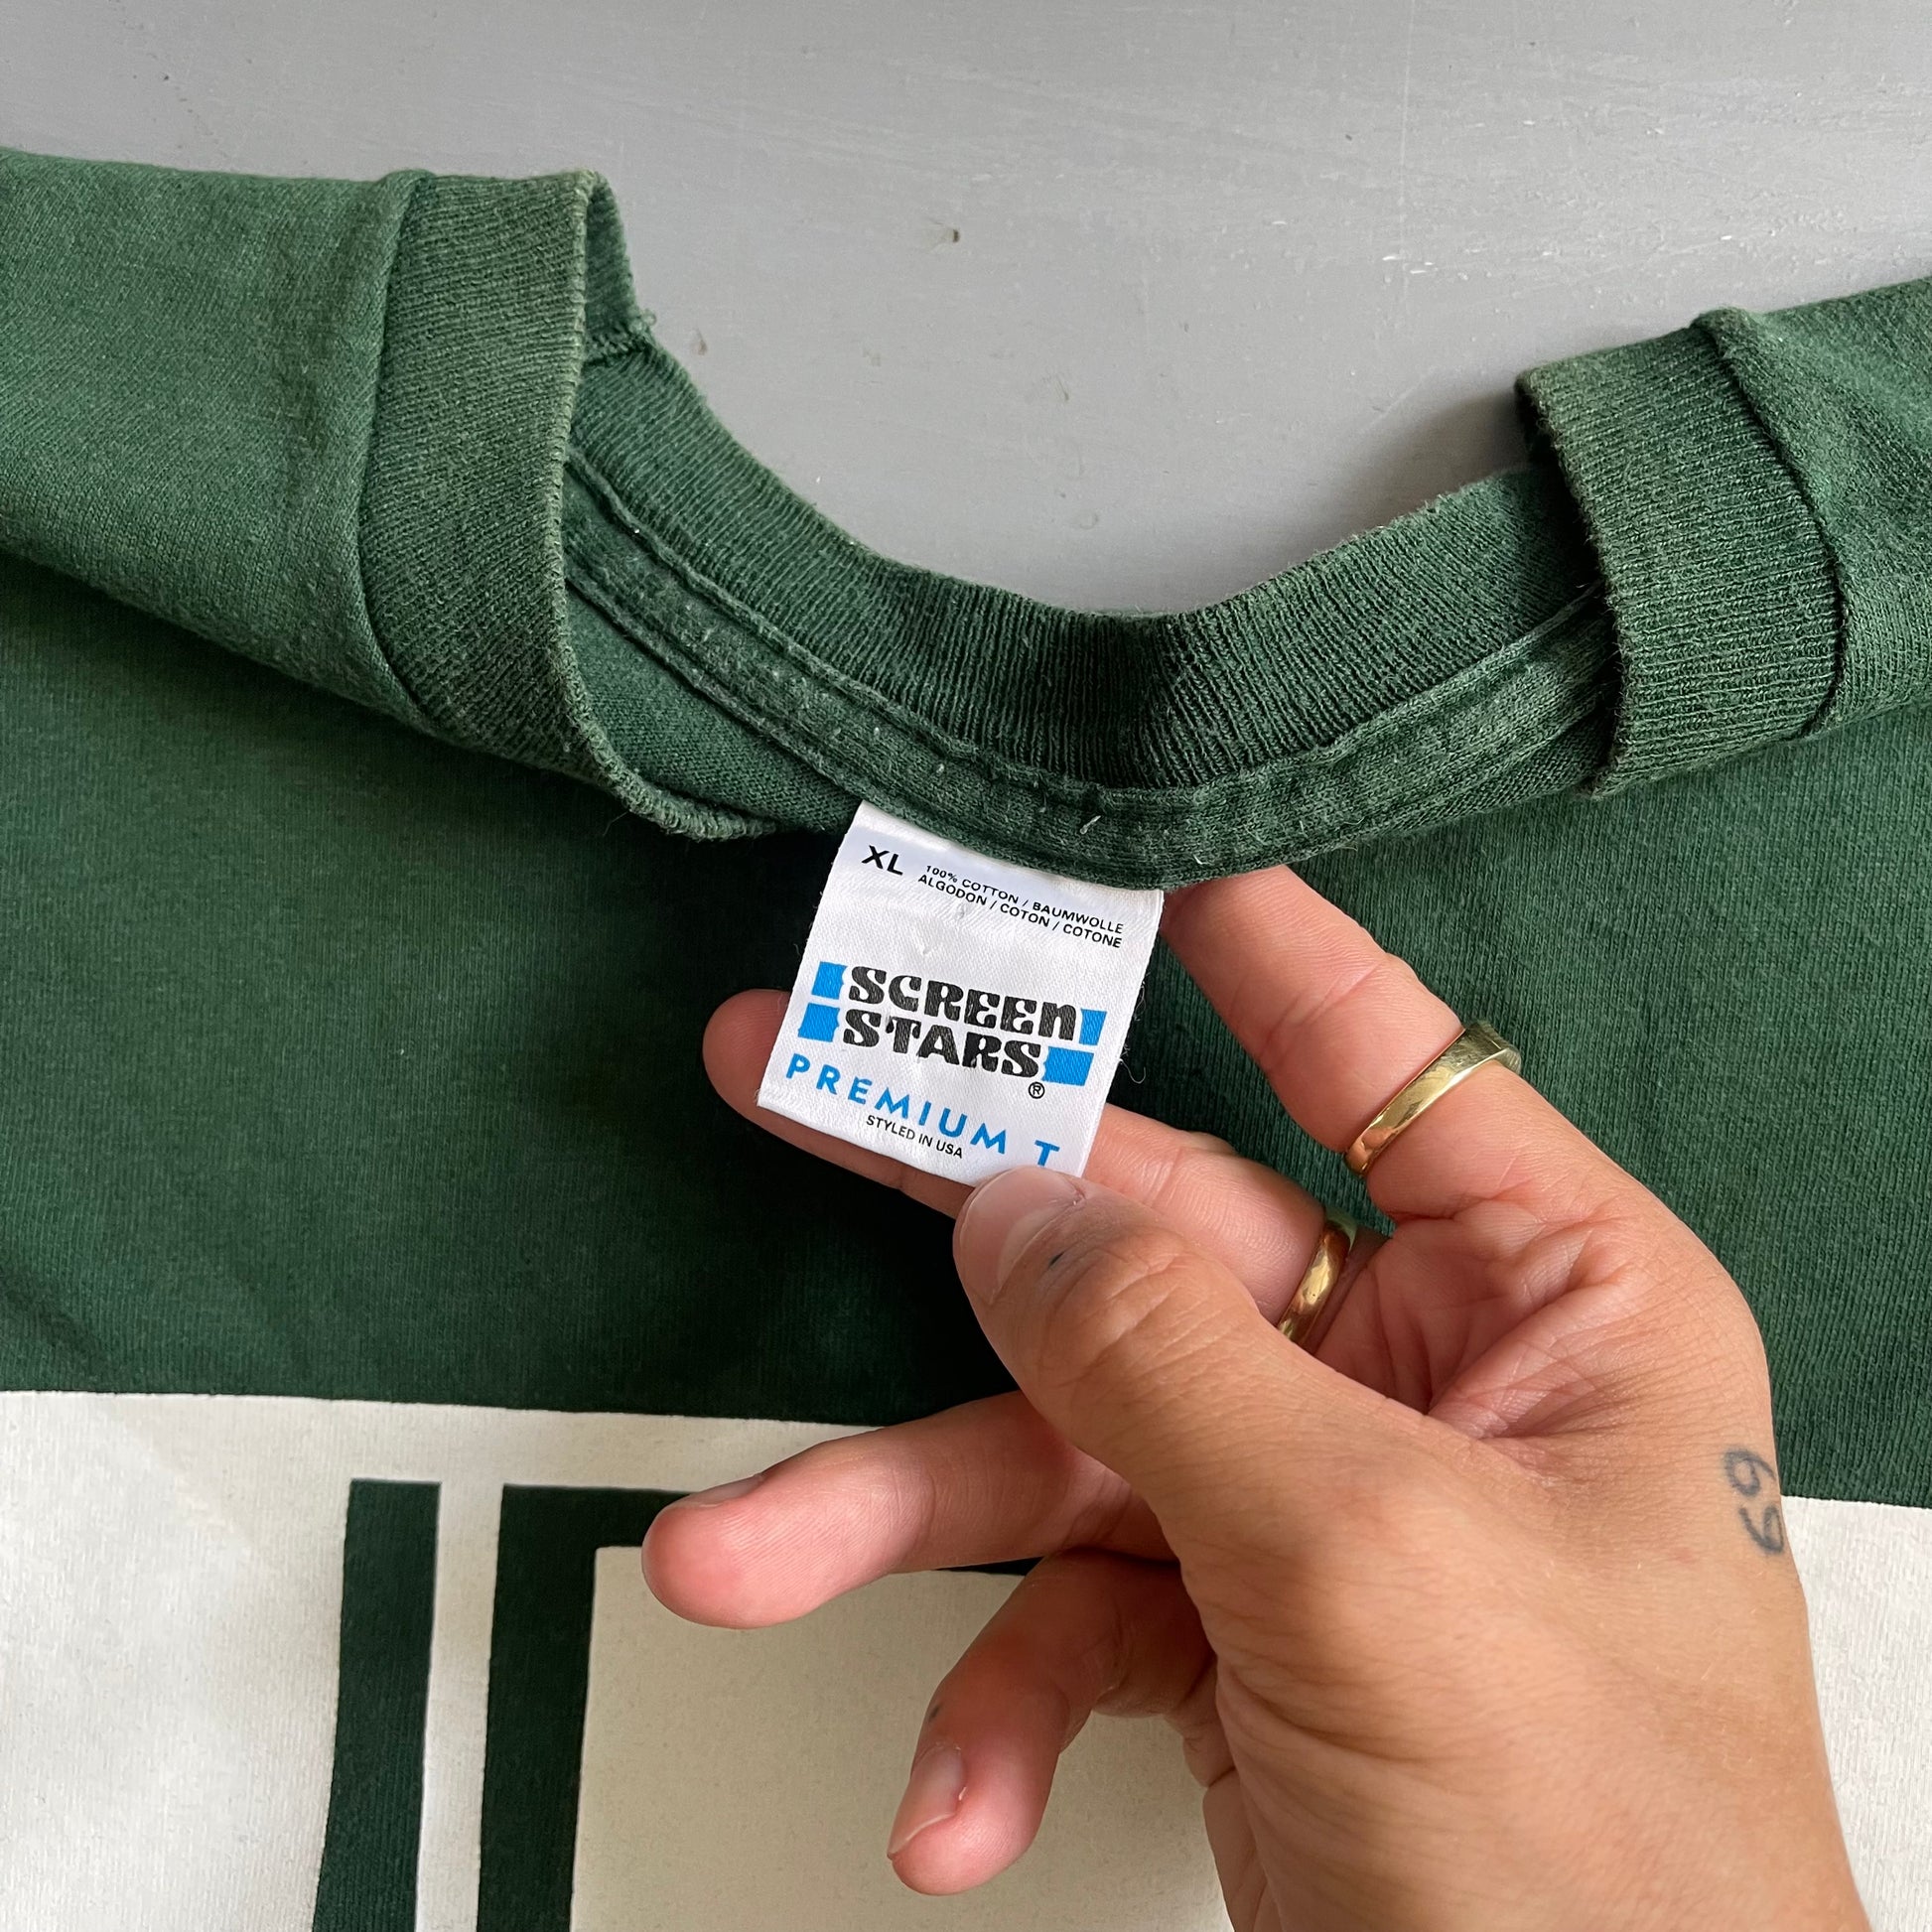 XL
100% COTTON / BAUMWOLLE
ALGODON / COTON / COTONE
SCREEN
STARS®
PREMIUM T
STYLED IN USA
69